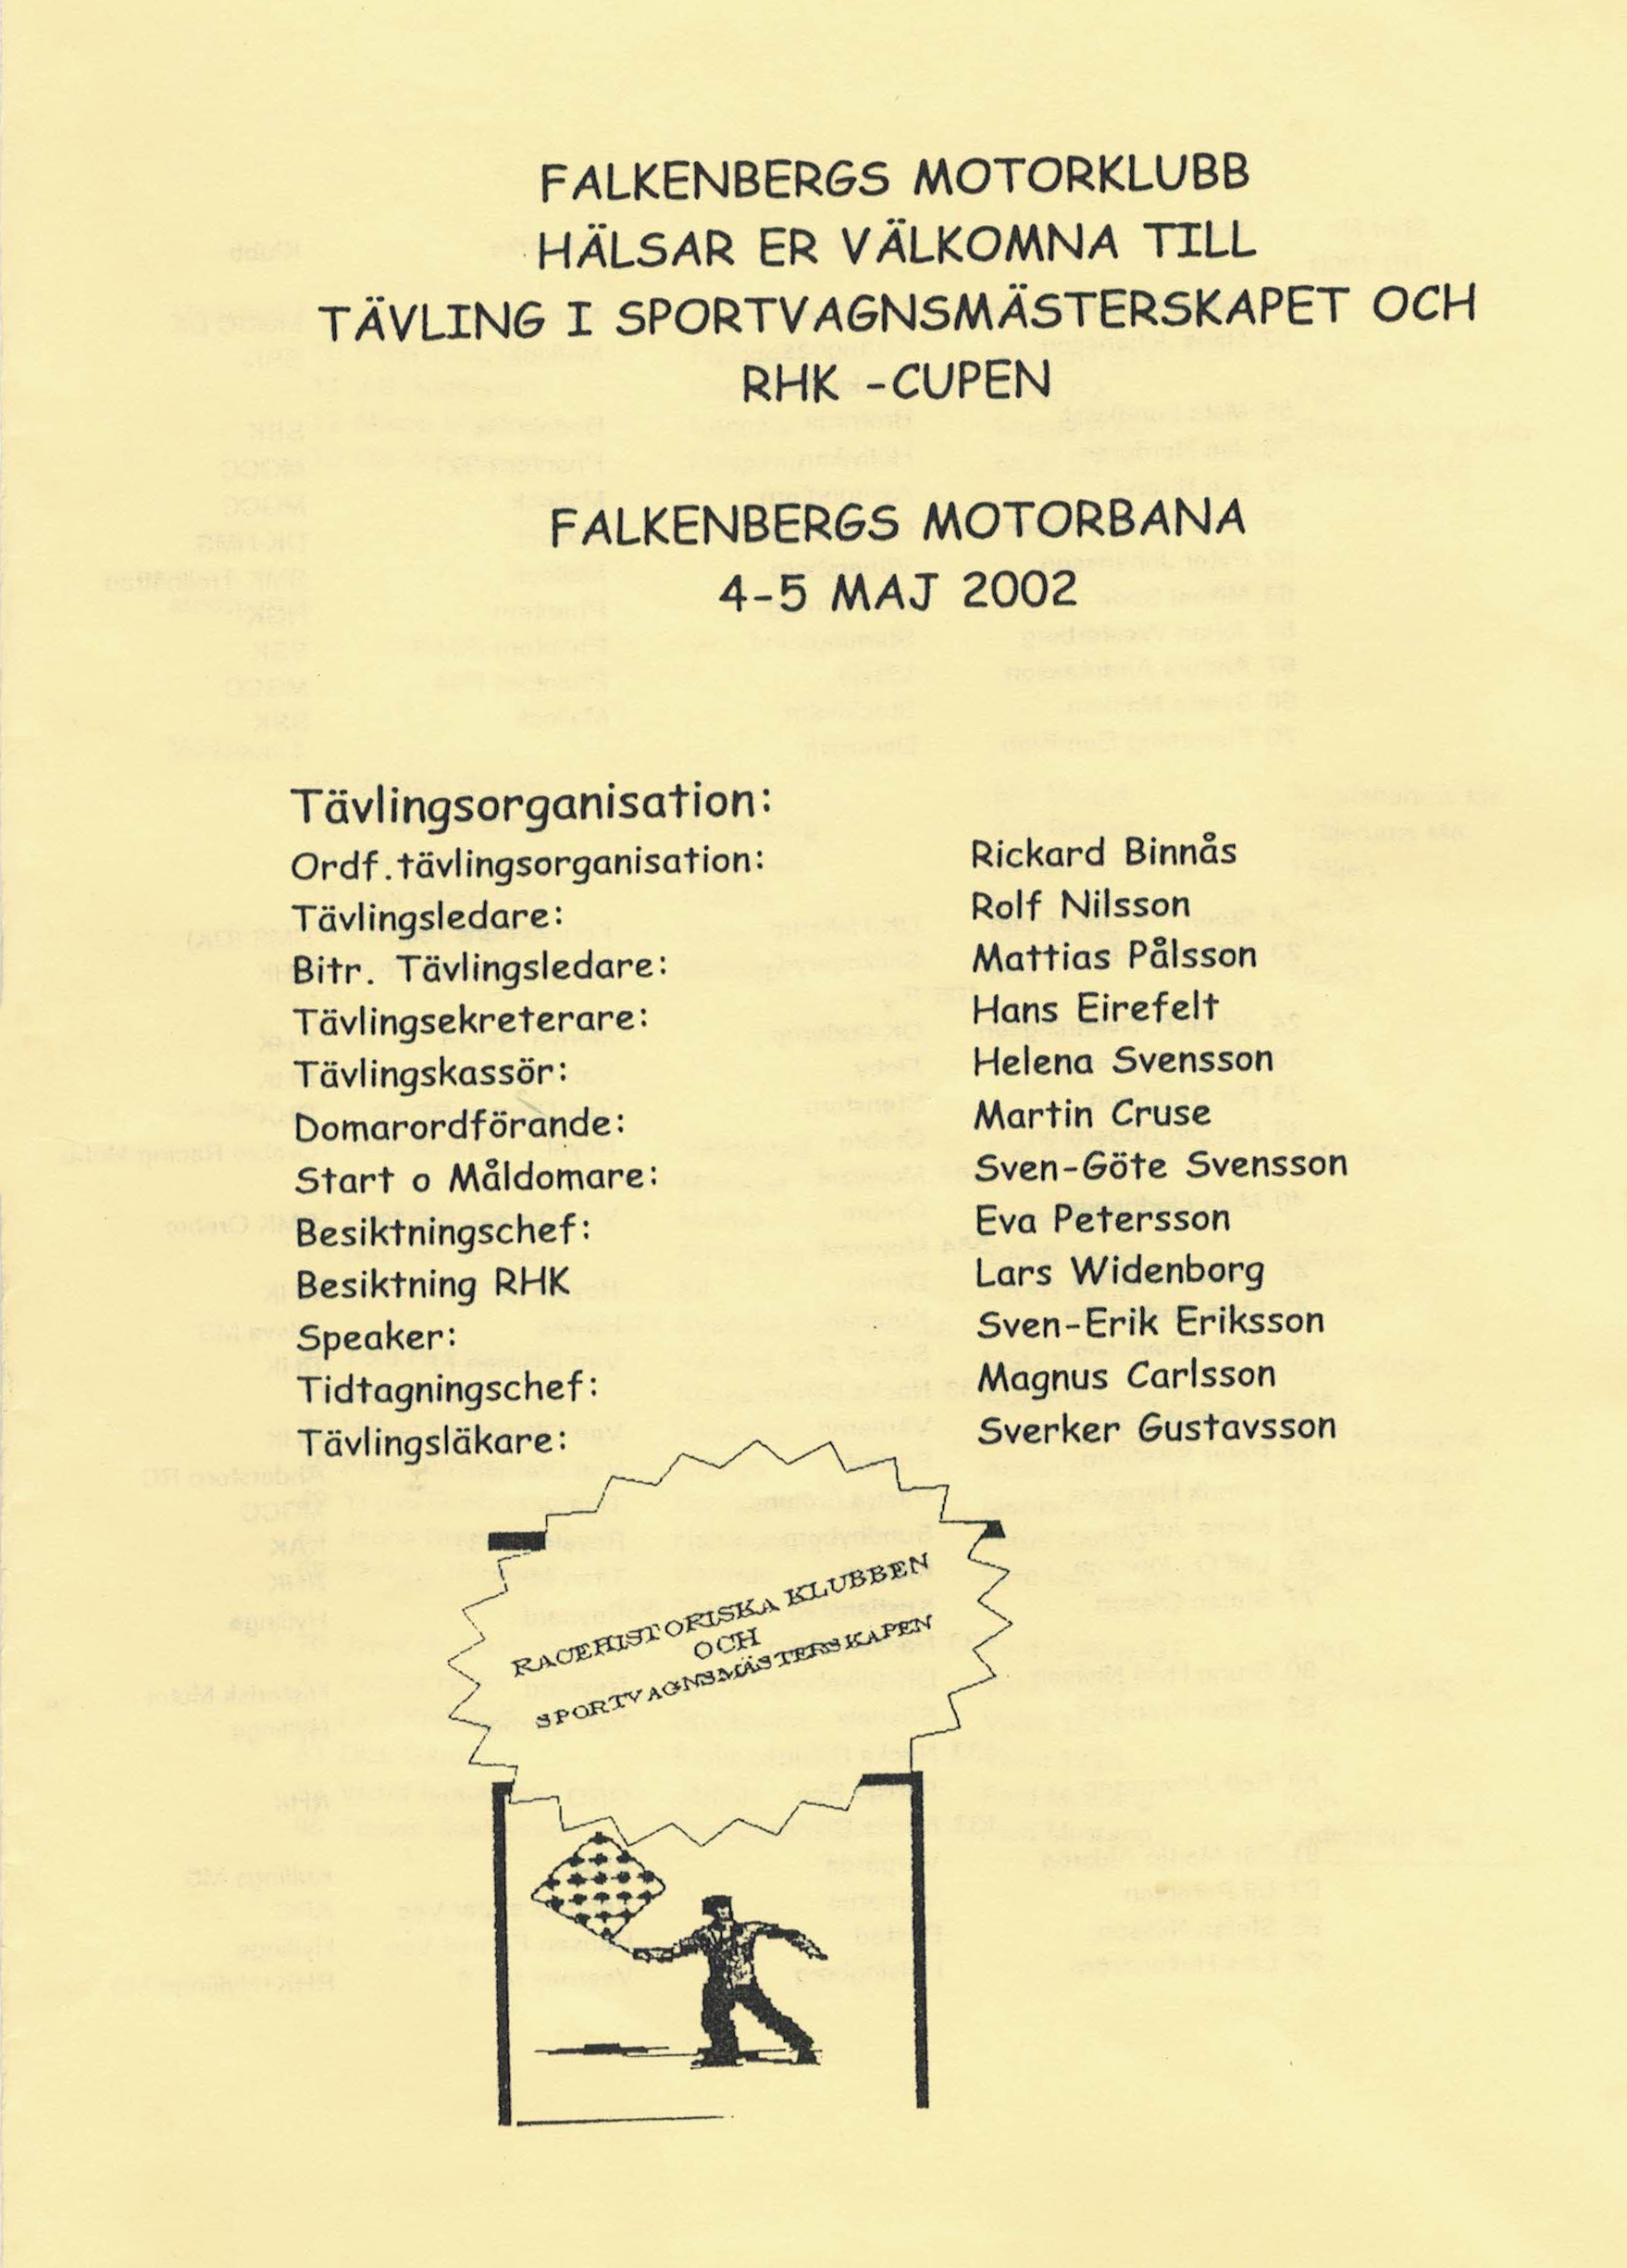 FALKENBERGS MOTORKLUBB
HÄLSAR ER VÄLKOMNA TILL
TÄVLING I SPORTVAGNSMÄSTERSKAPET OCH
RHK -CUPEN
FALKENBERGS MOTORBANA
4-5 MAJ 2002
Tävlingsorganisation:
Ordf.tävlingsorganisation: Rickard Binnås
Tävlingsledare: Rolf Nilsson
Bitr. Tävlingsledare: Mattias Pålsson
Tävlingsekreterare: Hans Eirefelt
Tävlingskassör: Helena Svensson
Domarordförande: Martin Cruse
Start o Måldomare: Sven-Göte Svensson
Besiktningschef: Eva Petersson
Besiktning RHK Lars Widenborg
Speaker: Sven-Erik Eriksson
Tidtagningschef: Magnus Carlsson
Tävlingsläkare: Sverker Gustavsson
RACEHISTORISKA KLUBBEN
OCH
SPORTVAGNSMÄSTERSKAPEN